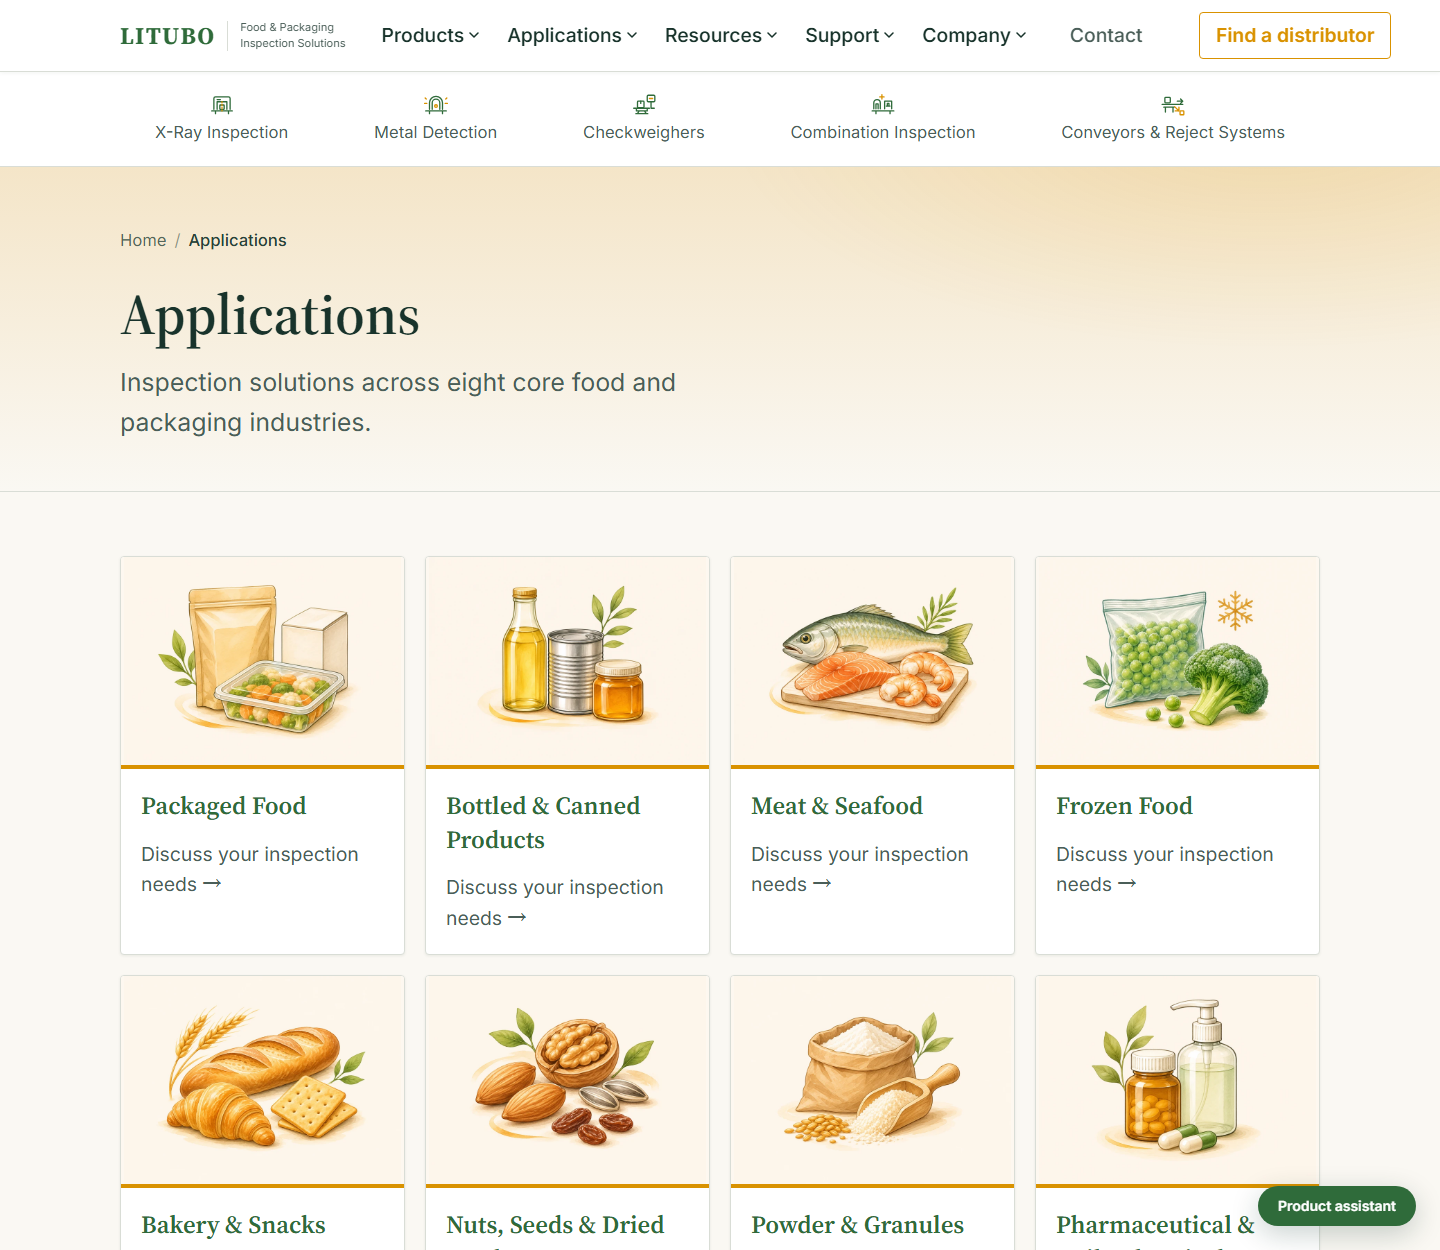 LITUBO
Food & Packaging
Inspection Solutions
Products
Applications
Resources
Support
Company
Contact
Find a distributor
X-Ray Inspection
Metal Detection
Checkweighers
Combination Inspection
Conveyors & Reject Systems
Home / Applications
Applications
Inspection solutions across eight core food and
packaging industries.
Packaged Food
Discuss your inspection
needs →
Bottled & Canned
Products
Discuss your inspection
needs →
Meat & Seafood
Discuss your inspection
needs →
Frozen Food
Discuss your inspection
needs →
Bakery & Snacks
Nuts, Seeds & Dried
Powder & Granules
Pharmaceutical &
Product assistant